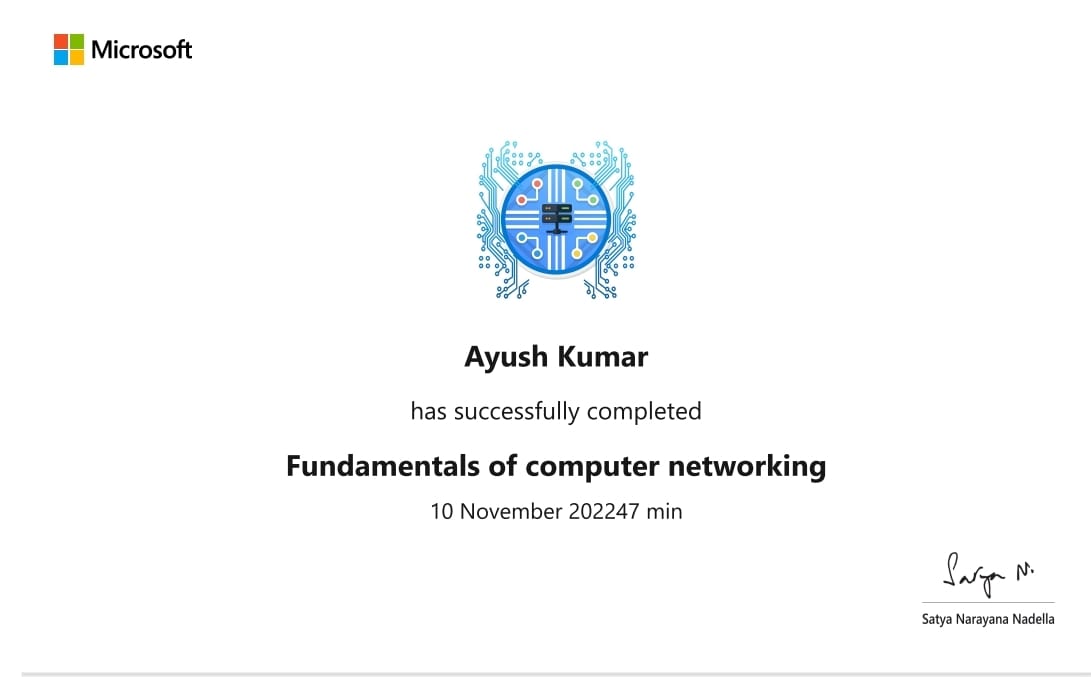 Microsoft
Ayush Kumar
has successfully completed
Fundamentals of computer networking
10 November 202247 min
Satya N.
Satya Narayana Nadella